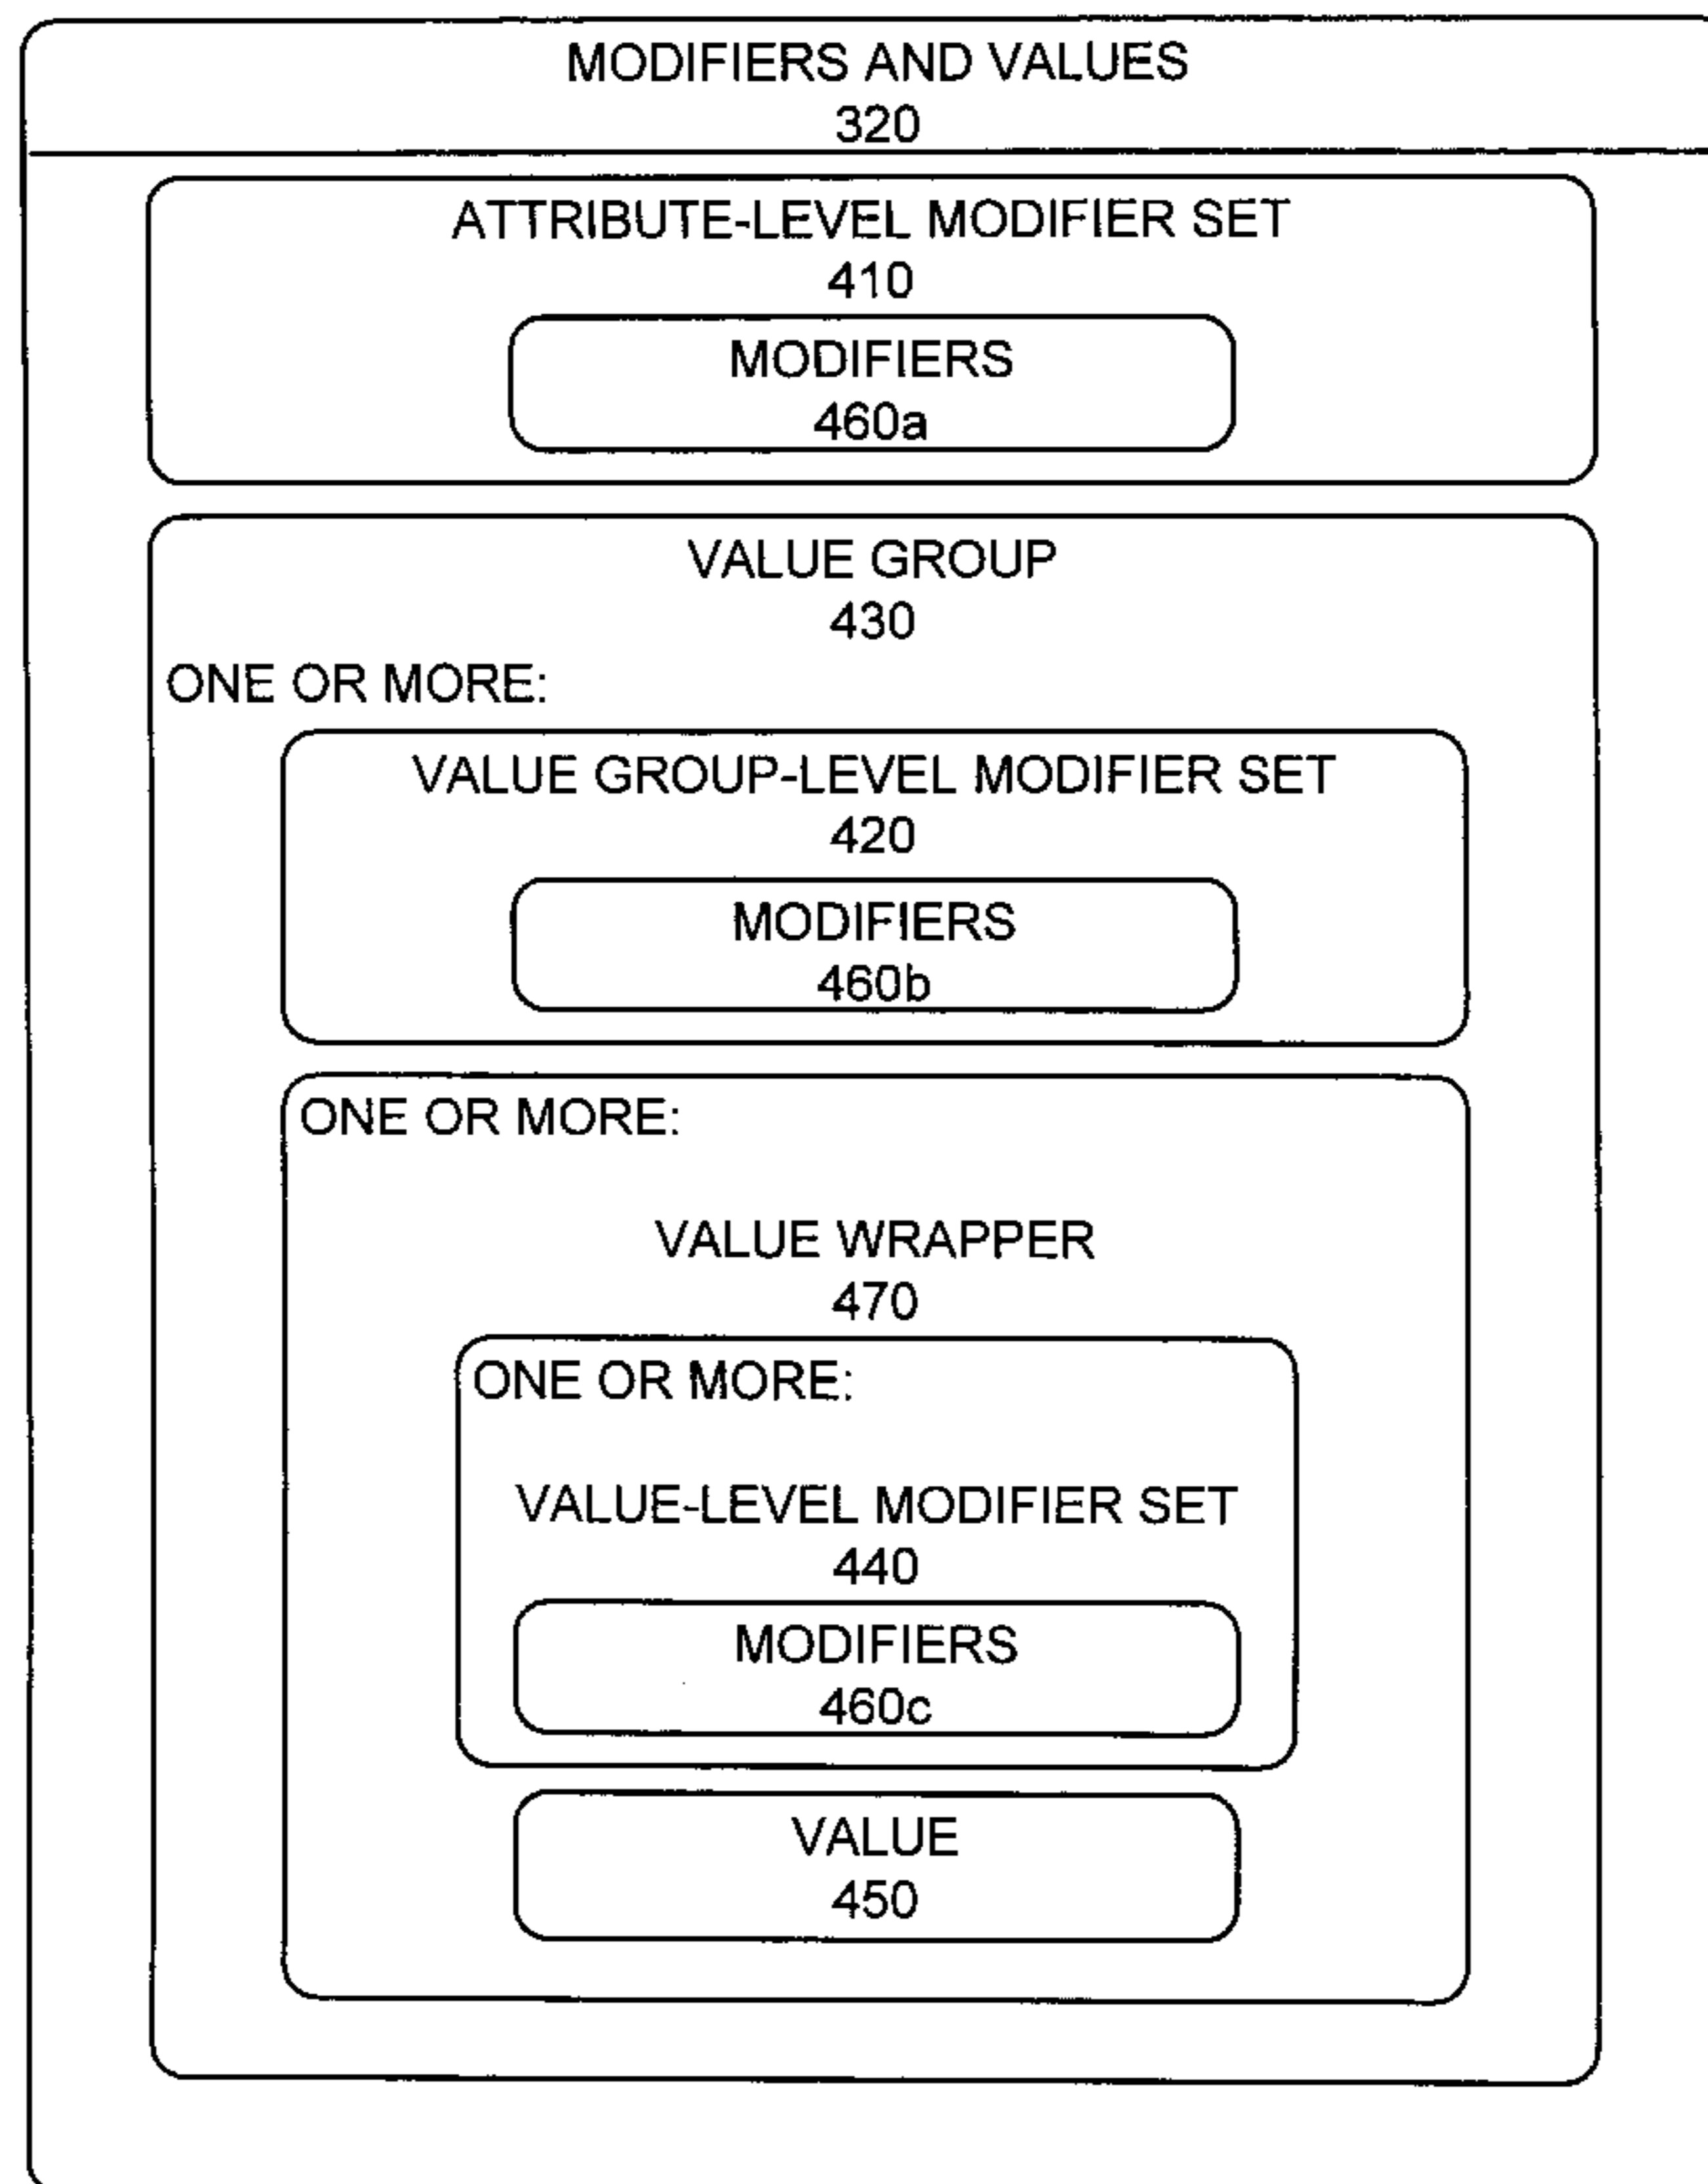 MODIFIERS AND VALUES
320
ATTRIBUTE-LEVEL MODIFIER SET
410
MODIFIERS
460a
VALUE GROUP
430
ONE OR MORE:
VALUE GROUP-LEVEL MODIFIER SET
420
MODIFIERS
460b
ONE OR MORE:
VALUE WRAPPER
470
ONE OR MORE:
VALUE-LEVEL MODIFIER SET
440
MODIFIERS
460c
VALUE
450